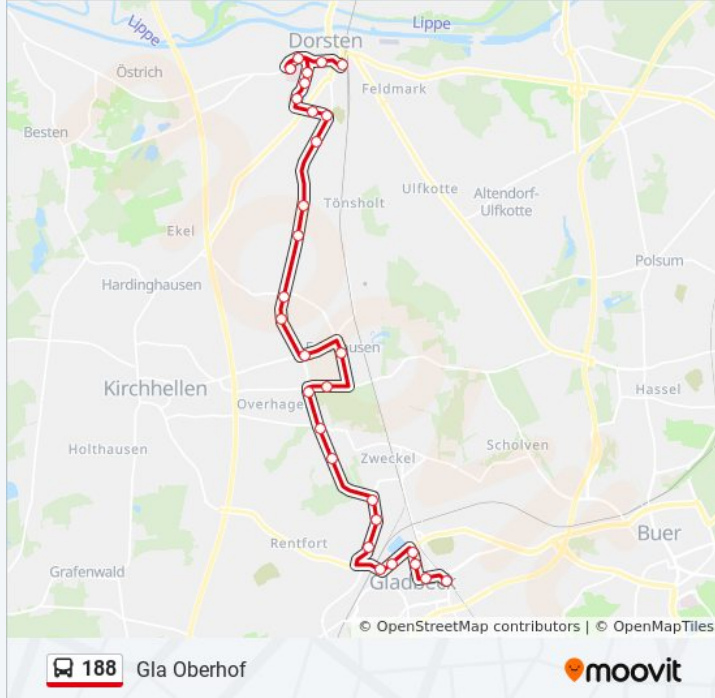 Lippe
Lippe
Dorsten
Östrich
Feldmark
Besten
Ulfkotte
Altendorf-
Ulfkotte
Tönsholt
Ekel
Polsum
Hardinghausen
Kirchhellen
Overhage
Hassel
Holthausen
Scholven
Zweckel
Buer
Rentfort
Grafenwald
© OpenStreetMap contributors | © OpenMapTiles
188 Gla Oberhof
moovit